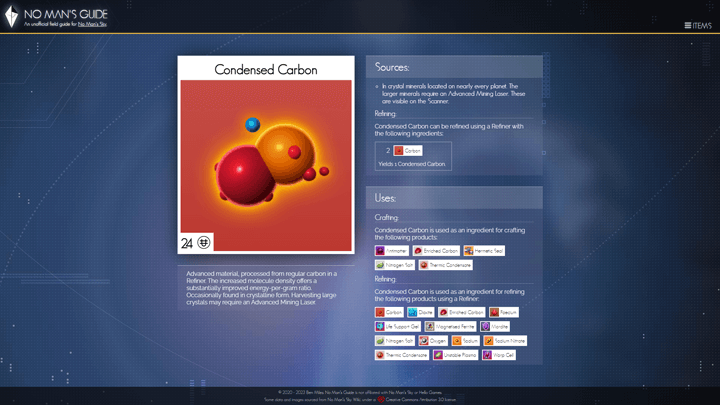 NO MAN'S GUIDE
An unofficial field guide for No Man's Sky.
ITEMS
Condensed Carbon
24
Advanced material, processed from regular carbon in a
Refiner. The increased molecule density offers a
substantially improved energy-per-gram ratio.
Occasionally found in crystalline form. Harvesting large
crystals may require an Advanced Mining Laser.
Sources:
In crystal minerals located on nearly every planet. The
larger minerals require an Advanced Mining Laser. These
are visible on the Scanner.
Refining:
Condensed Carbon can be refined using a Refiner with
the following ingredients:
2 Carbon
Yields 1 Condensed Carbon.
Uses:
Crafting:
Condensed Carbon is used as an ingredient for crafting
the following products:
Antimatter Enriched Carbon Hermetic Seal
Nitrogen Salt Thermic Condensate
Refining:
Condensed Carbon is used as an ingredient for refining
the following products using a Refiner:
Carbon Dioxite Enriched Carbon Faecium
Life Support Gel Magnetised Ferrite Mordite
Nitrogen Salt Oxygen Sodium Sodium Nitrate
Thermic Condensate Unstable Plasma Warp Cell
© 2020 - 2023 Ben Wiles. No Man's Guide is not affiliated with No Man's Sky or Hello Games.
Some data and images sourced from No Man's Sky Wiki under a Creative Commons Attribution 3.0 license.